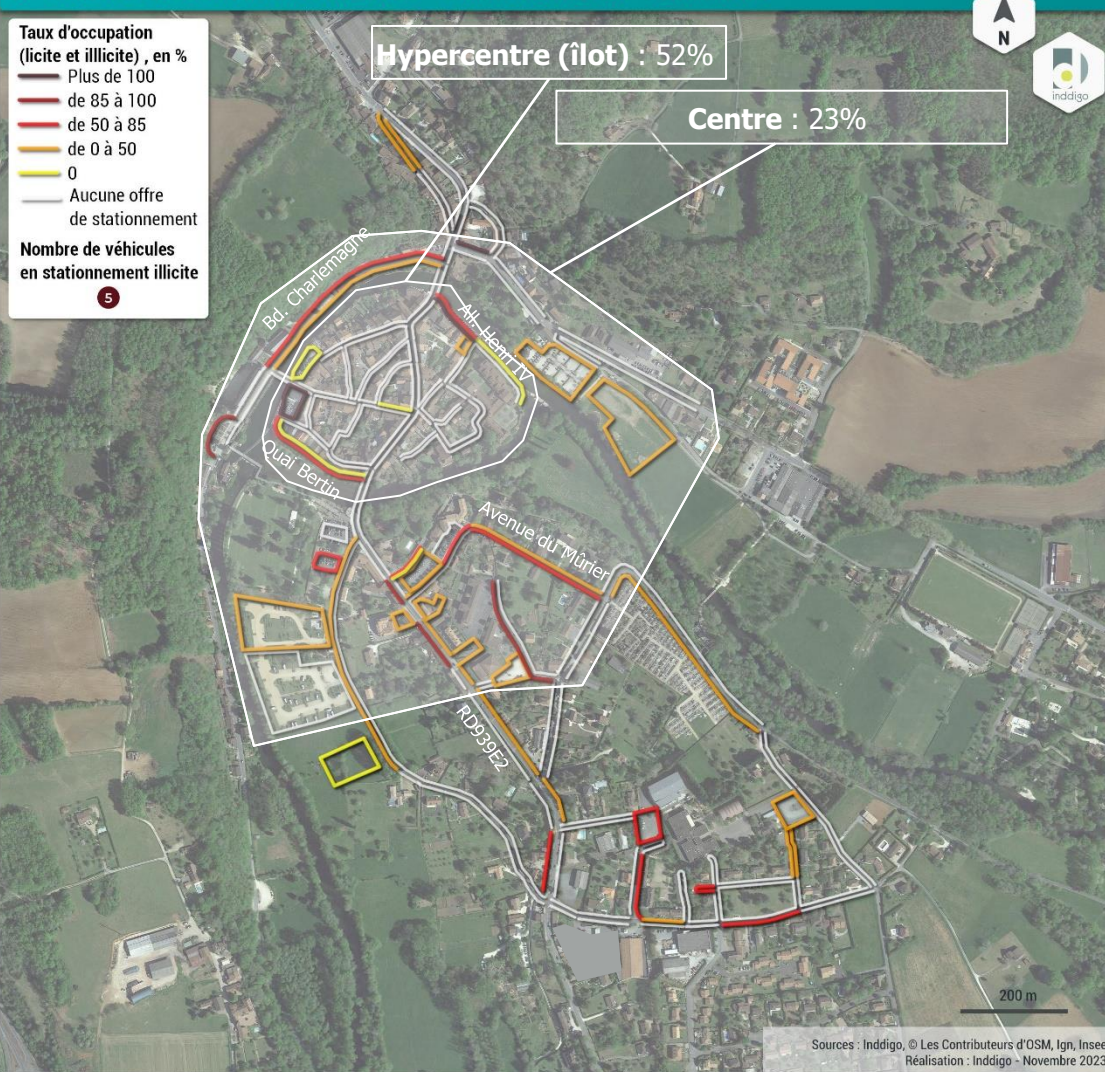 Taux d'occupation
(licite et illlicite) , en %
Plus de 100
de 85 à 100
de 50 à 85
de 0 à 50
0
Aucune offre
de stationnement
Nombre de véhicules
en stationnement illicite
5
Hypercentre (îlot) : 52%
Centre : 23%
N
inddigo
Bd. Charlemagne
All. Henri IV
Quai Bertin
Avenue du Mûrier
RD939E2
200 m
Sources : Inddigo, © Les Contributeurs d'OSM, Ign, Insee
Réalisation : Inddigo - Novembre 2023